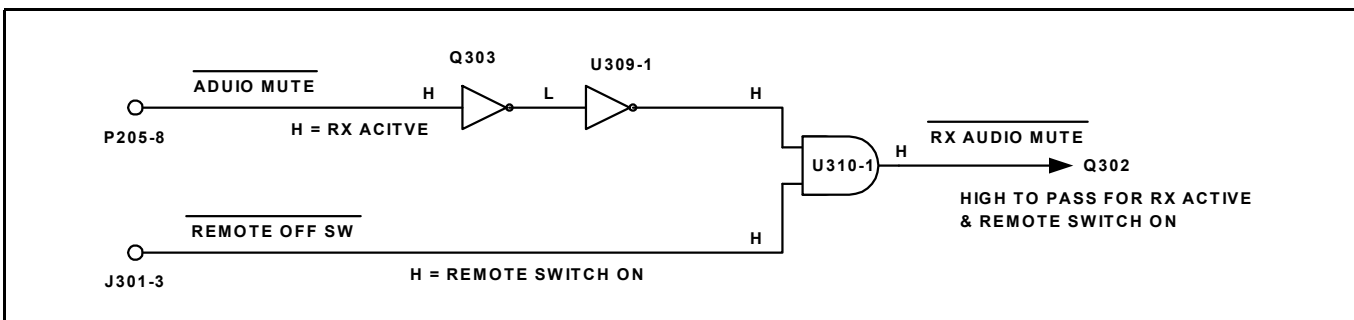 Q303
U309-1
ADUIO MUTE
H
L
H
P205-8
H = RX ACITVE
RX AUDIO MUTE
U310-1
H
Q302
HIGH TO PASS FOR RX ACTIVE
& REMOTE SWITCH ON
REMOTE OFF SW
H
J301-3
H = REMOTE SWITCH ON